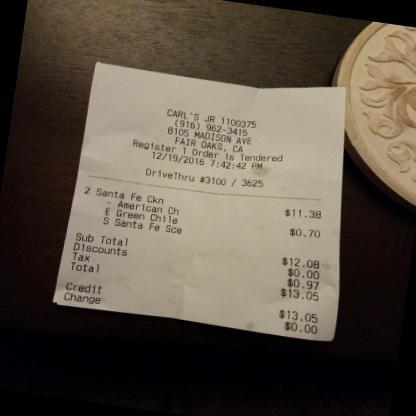 CARL'S JR 1100375
(916) 962-3415
8105 MADISON AVE
FAIR OAKS, CA
Register 1 Order is Tendered
12/19/2016 7:42:42 PM
DriveThru #3100 / 3625
2 Santa Fe Ckn $11.38
- American Ch
E Green Chile $0.70
S Santa Fe Sce
Sub Total $12.08
Discounts $0.00
Tax $0.97
Total $13.05
Credit $13.05
Change $0.00